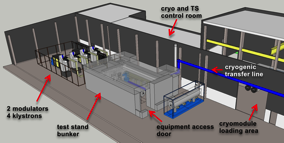 cryo and TS
control room
cryogenic
transfer line
2 modulators
4 klystrons
test stand
bunker
equipment access
door
cryomodule
loading area